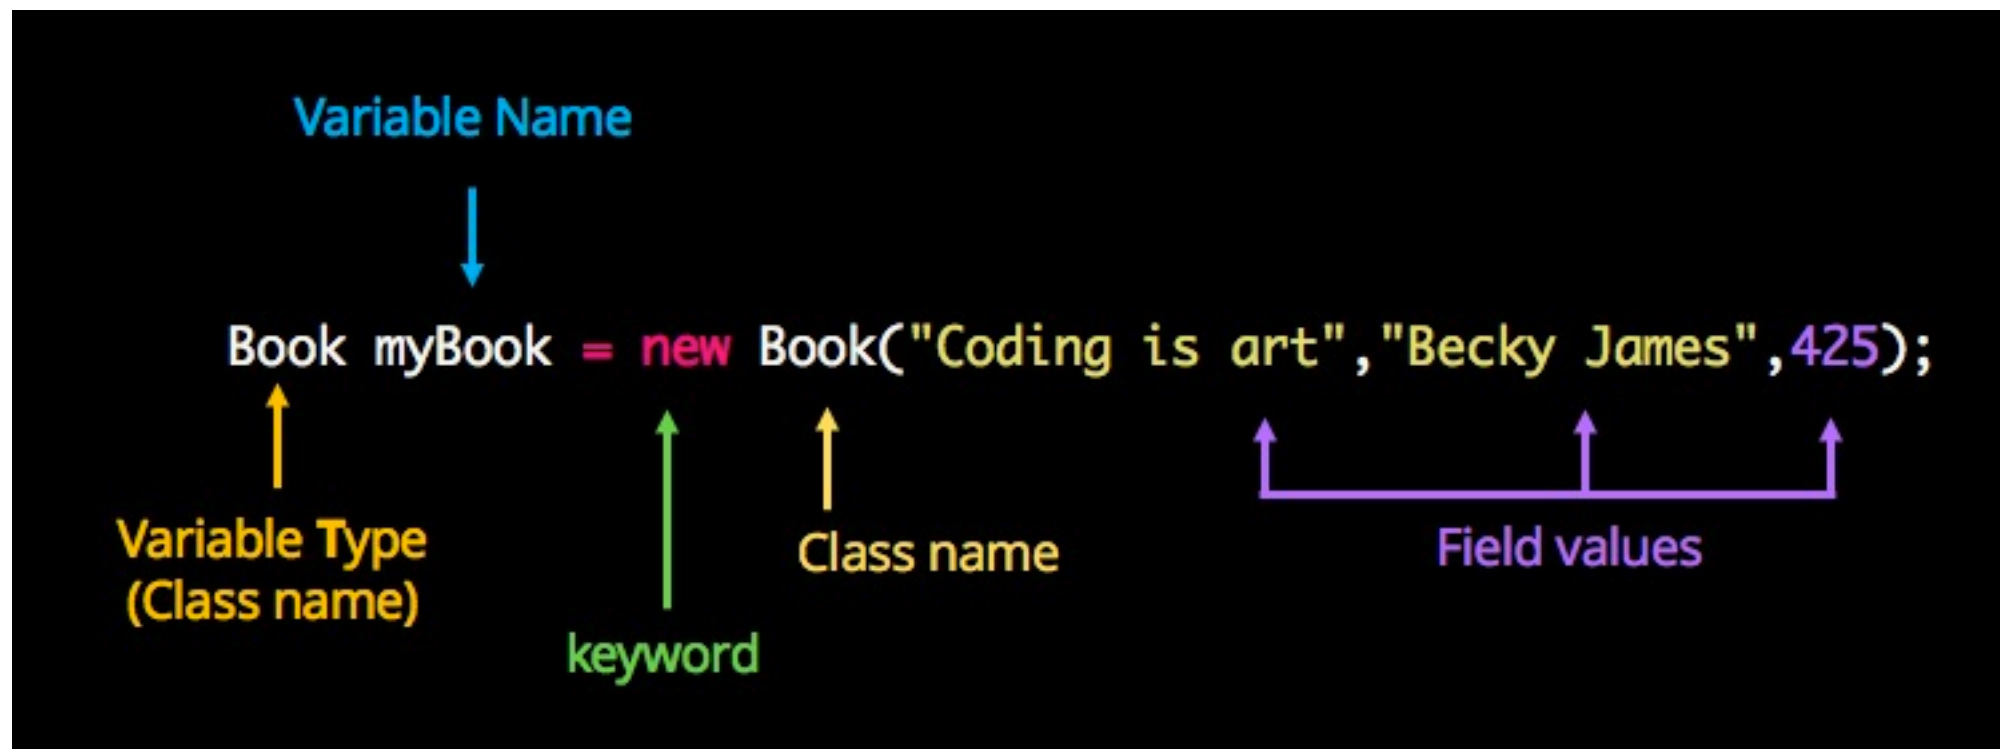 Variable Name
Book myBook = new Book("Coding is art","Becky James",425);
Variable Type
(Class name)
keyword
Class name
Field values